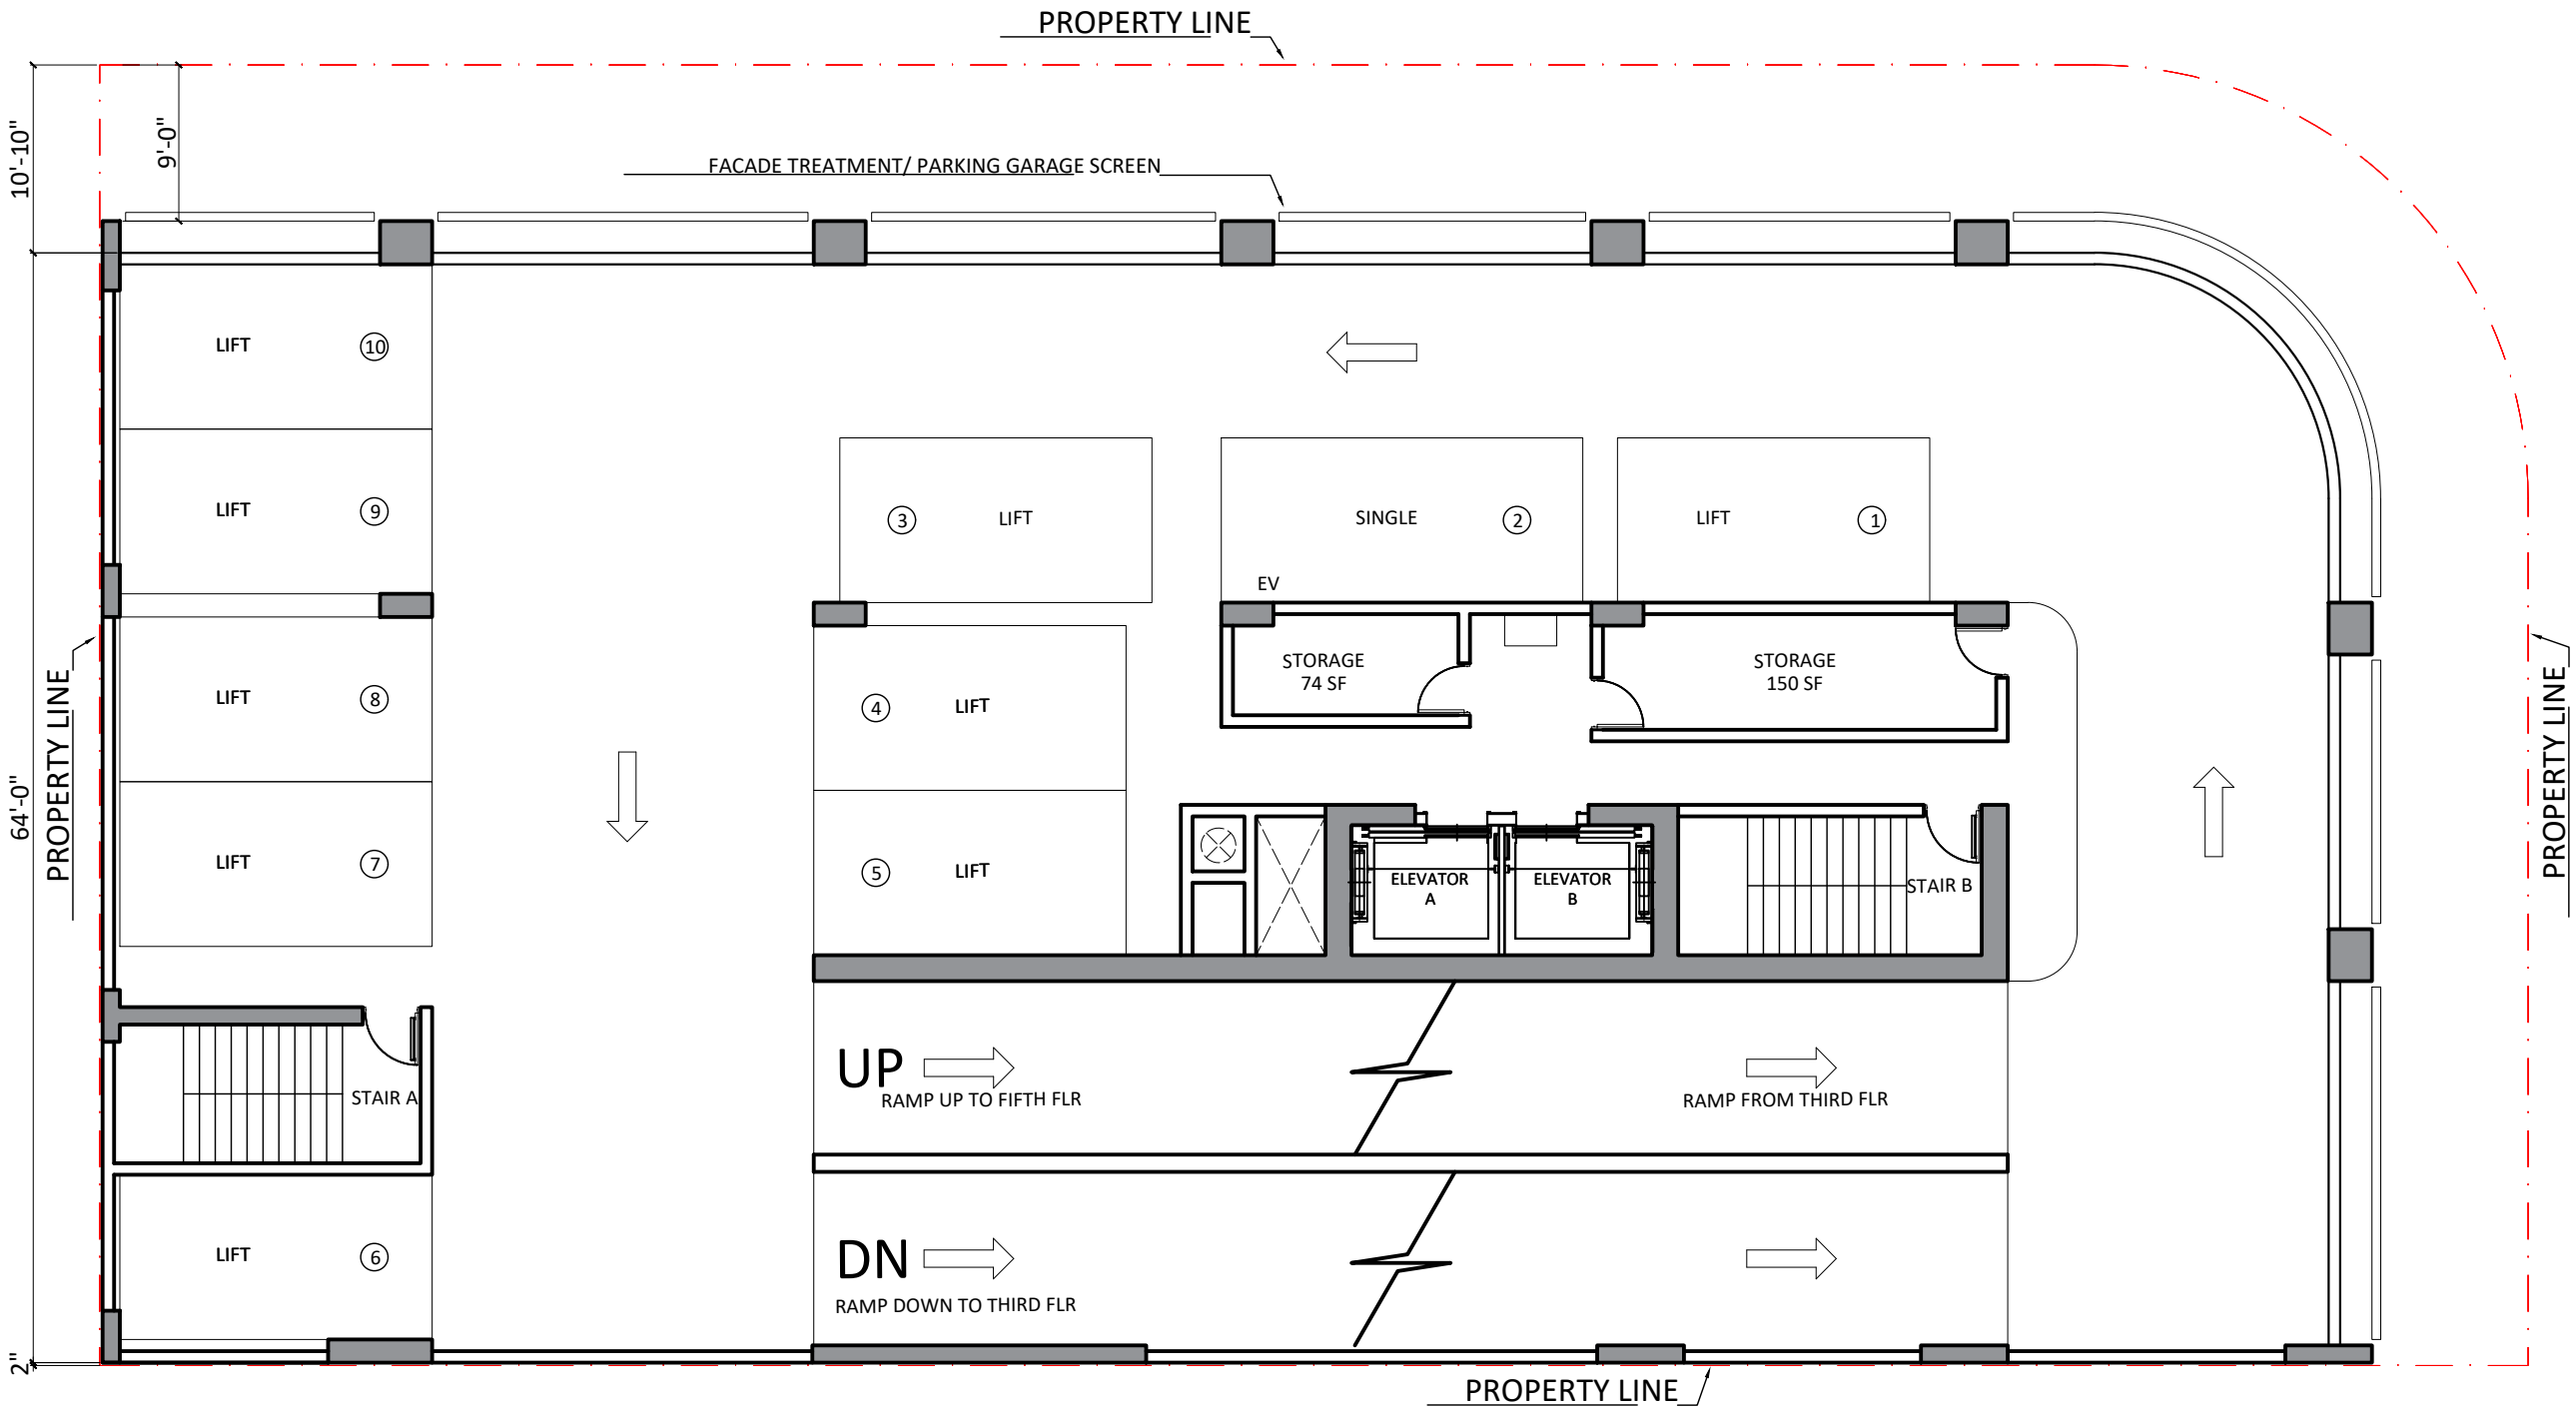 PROPERTY LINE
10'-10"
9'-0"
FACADE TREATMENT/ PARKING GARAGE SCREEN
LIFT 10
LIFT 9
3 LIFT
SINGLE 2
LIFT 1
EV
STORAGE
74 SF
STORAGE
150 SF
LIFT 8
4 LIFT
PROPERTY LINE
64'-0"
PROPERTY LINE
LIFT 7
5 LIFT
ELEVATOR
A
ELEVATOR
B
STAIR B
STAIR A
UP
RAMP UP TO FIFTH FLR
RAMP FROM THIRD FLR
LIFT 6
DN
RAMP DOWN TO THIRD FLR
2"
PROPERTY LINE